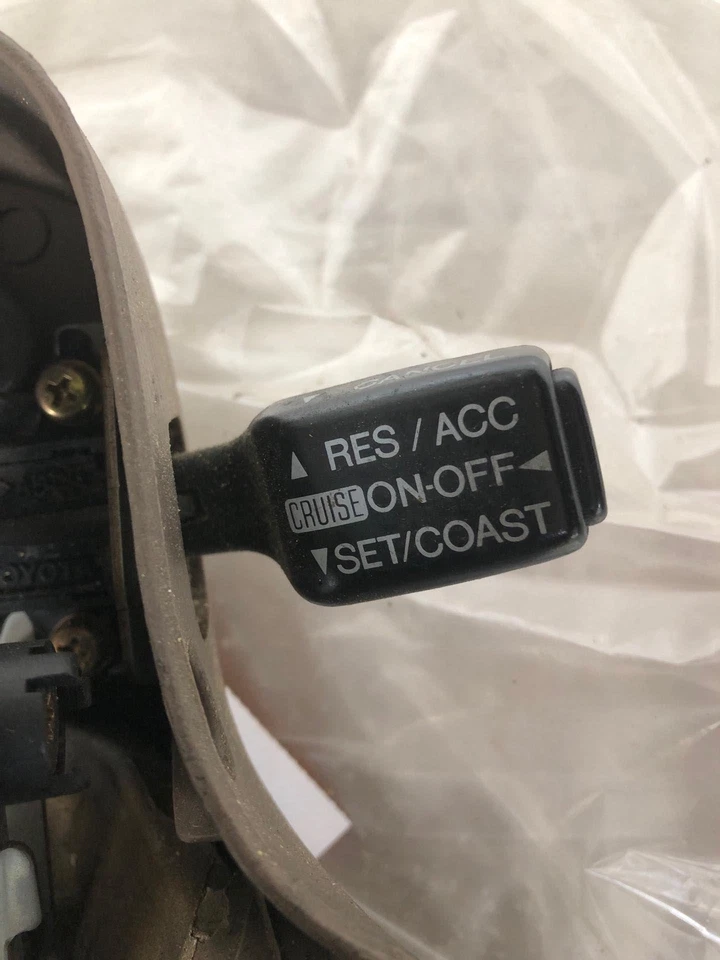 CANCEL
RES / ACC
CRUISE ON-OFF
SET/COAST